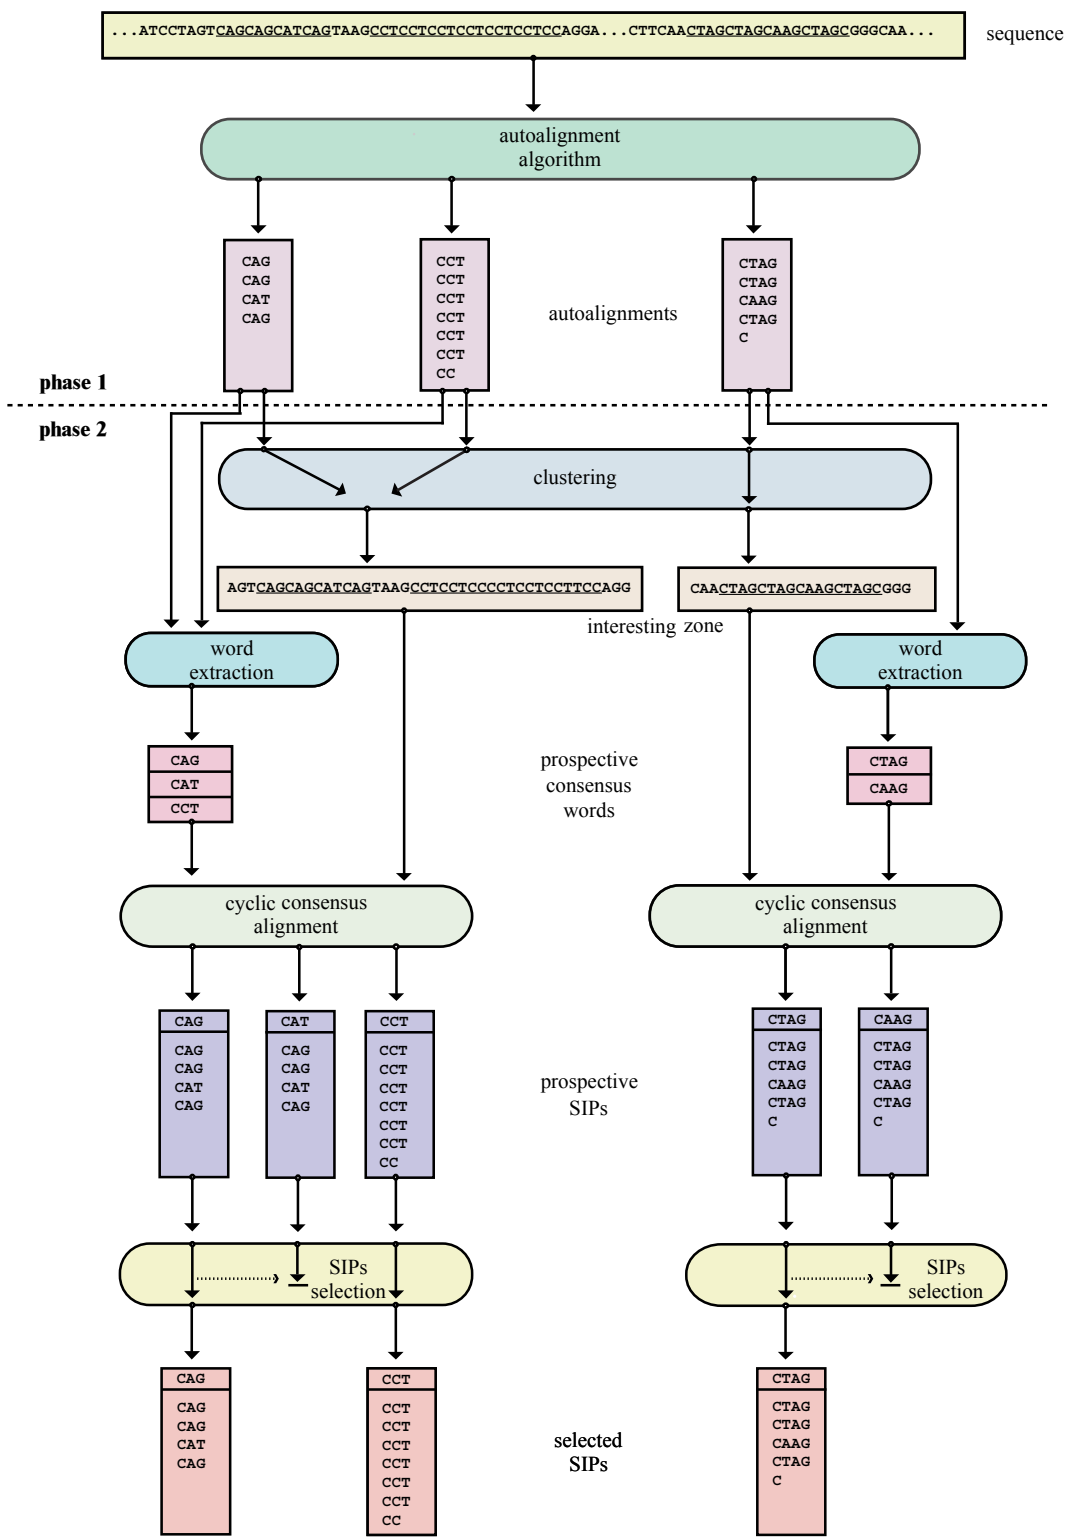 ...ATCCTAGTCAGCAGCATCAGTAAGCCTCCTCCTCCTCCTCCTCCAGGA...CTTCAACTAGCTAGCAAGCTAGCGGGCAA...
sequence
autoalignment
algorithm
CAG
CAG
CAT
CAG
CCT
CCT
CCT
CCT
CCT
CCT
CC
autoalignments
CTAG
CTAG
CAAG
CTAG
C
phase 1
phase 2
clustering
AGTCAGCAGCATCAGTAAGCCTCCTCCCCTCCTCCTTCCAGG
CAACTAGCTAGCAAGCTAGCGGG
interesting zone
word
extraction
word
extraction
CAG
CAT
CCT
prospective
consensus
words
CTAG
CAAG
cyclic consensus
alignment
cyclic consensus
alignment
CAG
CAG
CAG
CAT
CAG
CAT
CAG
CAG
CAT
CAG
CCT
CCT
CCT
CCT
CCT
CCT
CCT
CC
prospective
SIPs
CTAG
CTAG
CTAG
CAAG
CTAG
C
CAAG
CTAG
CTAG
CAAG
CTAG
C
SIPs
selection
SIPs
selection
CAG
CAG
CAG
CAT
CAG
CCT
CCT
CCT
CCT
CCT
CCT
CCT
CC
selected
SIPs
CTAG
CTAG
CTAG
CAAG
CTAG
C